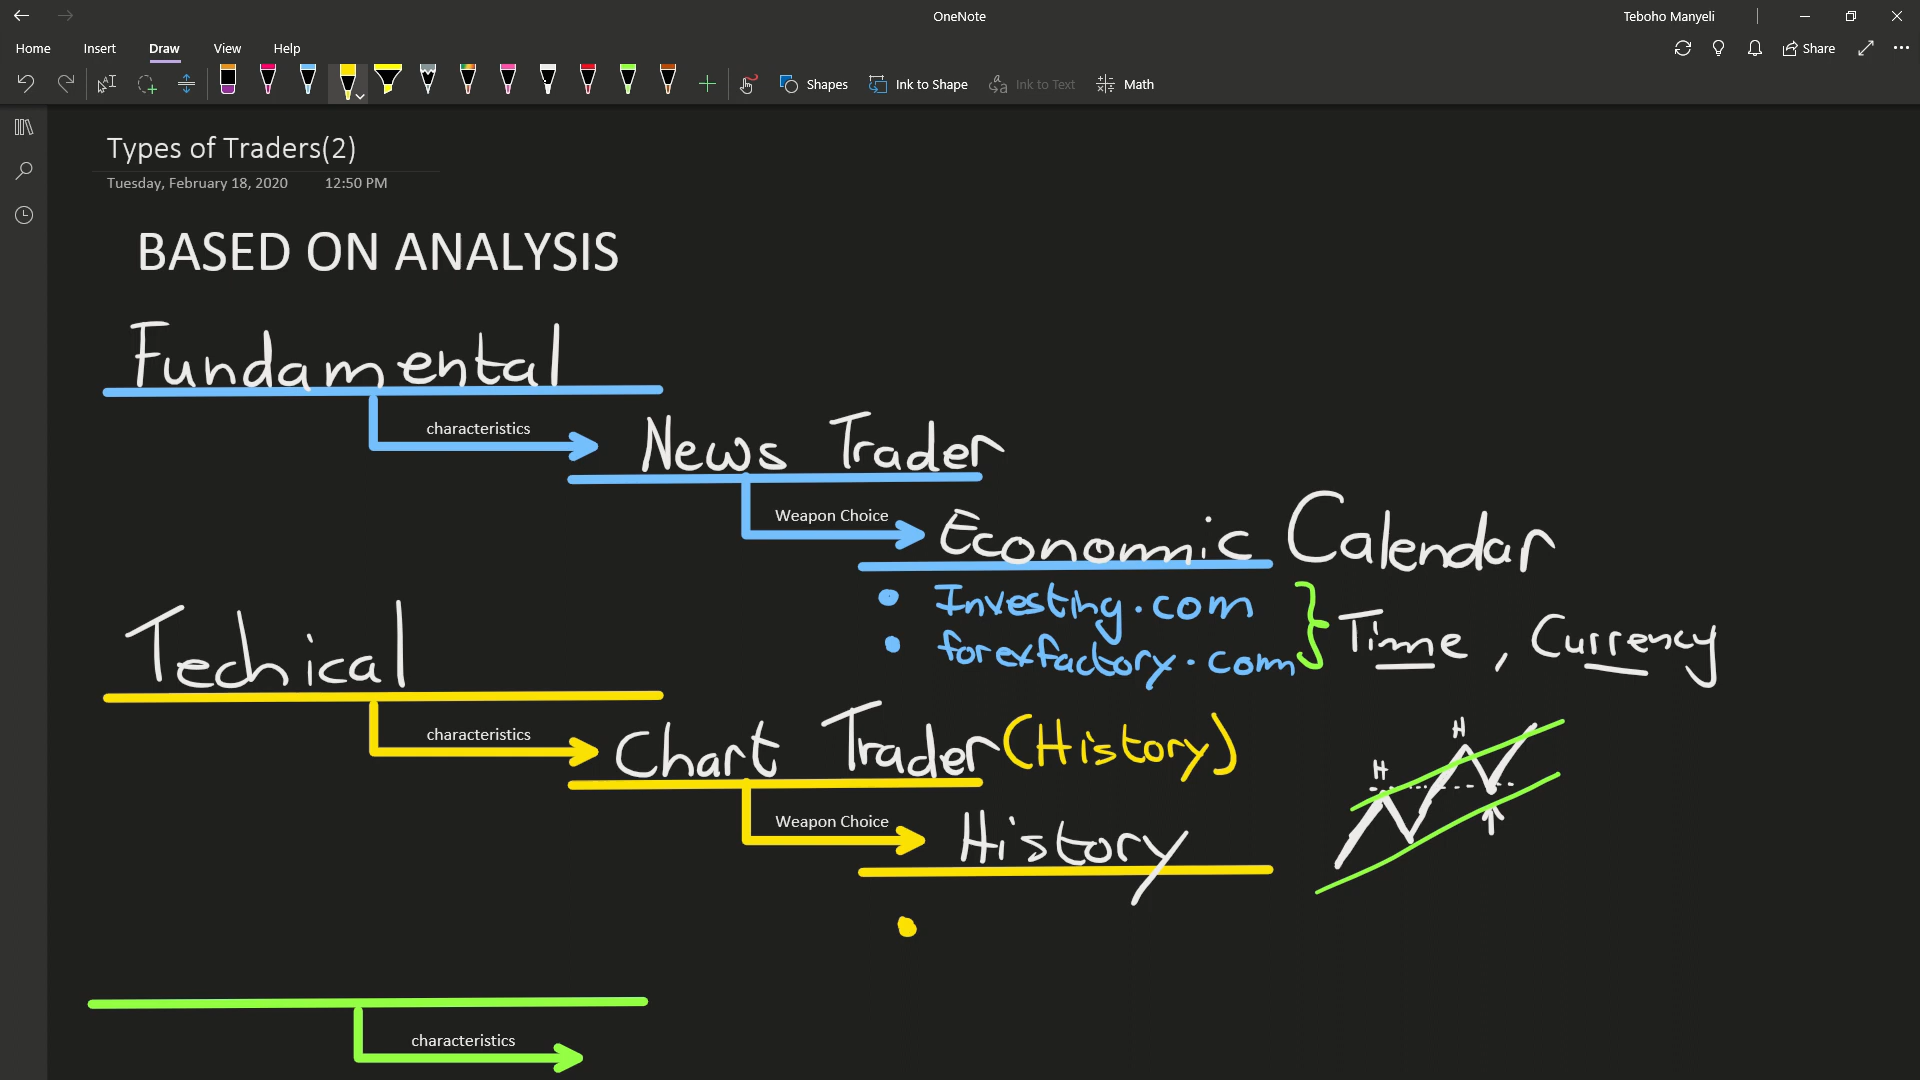 OneNote
Teboho Manyeli
Home Insert Draw View Help
Share
Shapes Ink to Shape Ink to Text Math
Types of Traders(2)
Tuesday, February 18, 2020 12:50 PM
BASED ON ANALYSIS
Fundamental
characteristics
News Trader
Weapon Choice
Economic Calendar
• Investing.com
• forexfactory.com
} Time, Currency
Techical
characteristics
Chart Trader (History)
H
H
Weapon Choice
History
•
characteristics